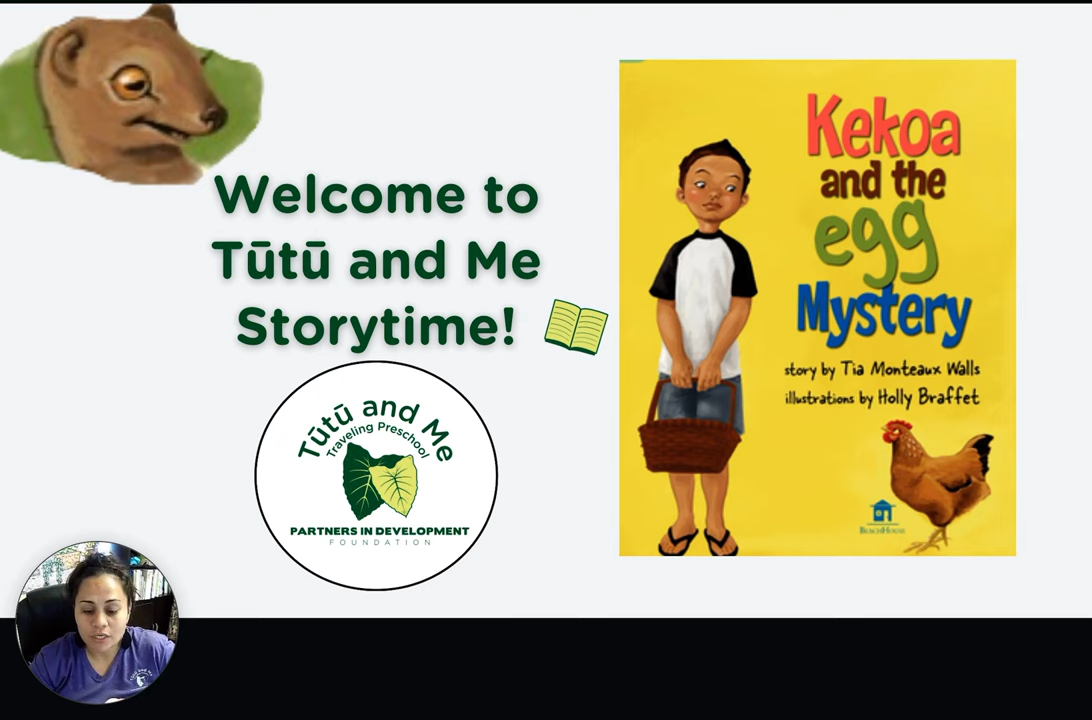 Welcome to
Tūtū and Me
Storytime!
Tūtū and Me
Traveling Preschool
PARTNERS IN DEVELOPMENT
FOUNDATION
Kekoa
and the
egg
Mystery
story by Tia Monteaux Walls
illustrations by Holly Braffet
BEACHHOUSE